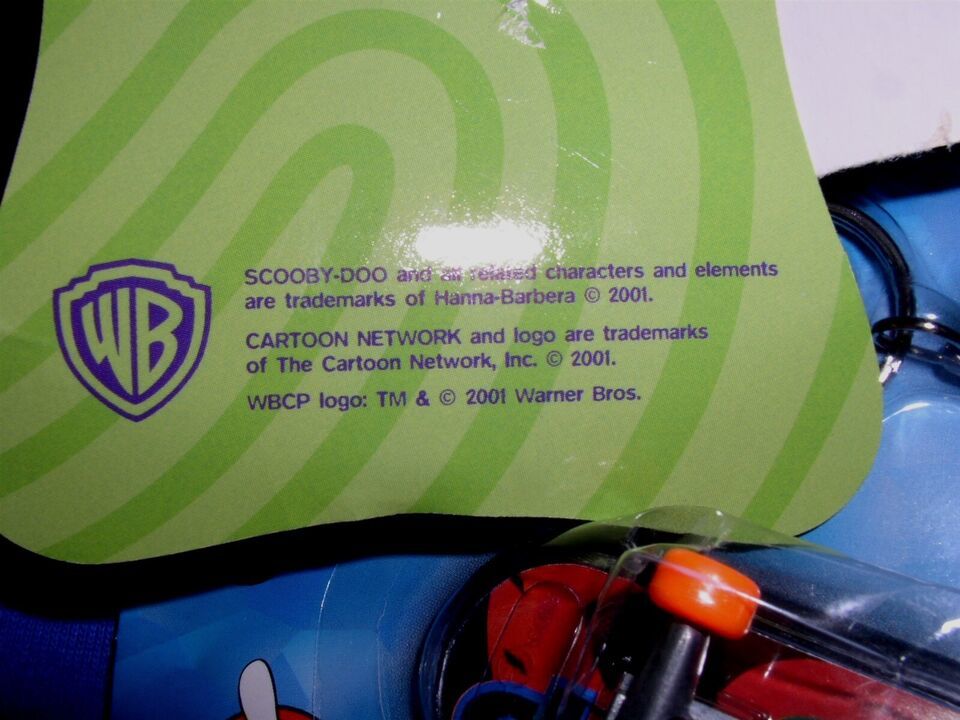 WB
SCOOBY-DOO and all related characters and elements
are trademarks of Hanna-Barbera © 2001.
CARTOON NETWORK and logo are trademarks
of The Cartoon Network, Inc. © 2001.
WBCP logo: TM & © 2001 Warner Bros.